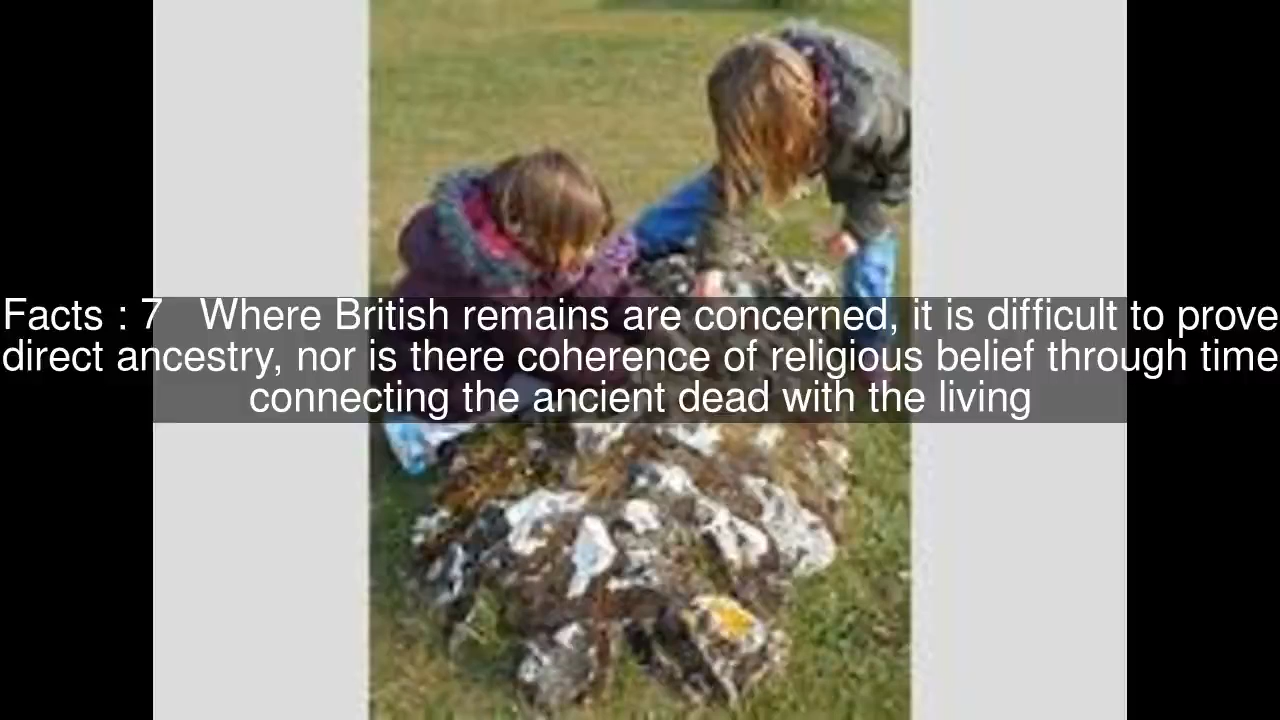 Facts : 7   Where British remains are concerned, it is difficult to prove
direct ancestry, nor is there coherence of religious belief through time
connecting the ancient dead with the living